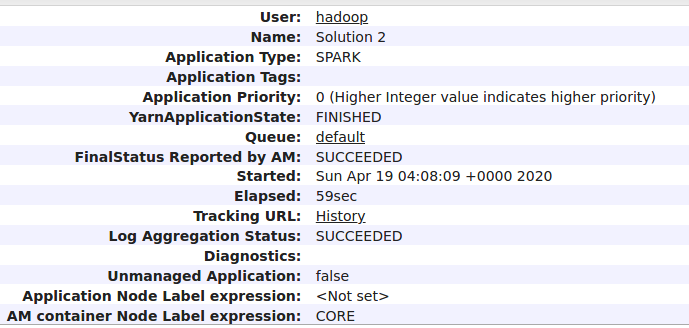 User: hadoop
Name: Solution 2
Application Type: SPARK
Application Tags:
Application Priority: 0 (Higher Integer value indicates higher priority)
YarnApplicationState: FINISHED
Queue: default
FinalStatus Reported by AM: SUCCEEDED
Started: Sun Apr 19 04:08:09 +0000 2020
Elapsed: 59sec
Tracking URL: History
Log Aggregation Status: SUCCEEDED
Diagnostics:
Unmanaged Application: false
Application Node Label expression: <Not set>
AM container Node Label expression: CORE